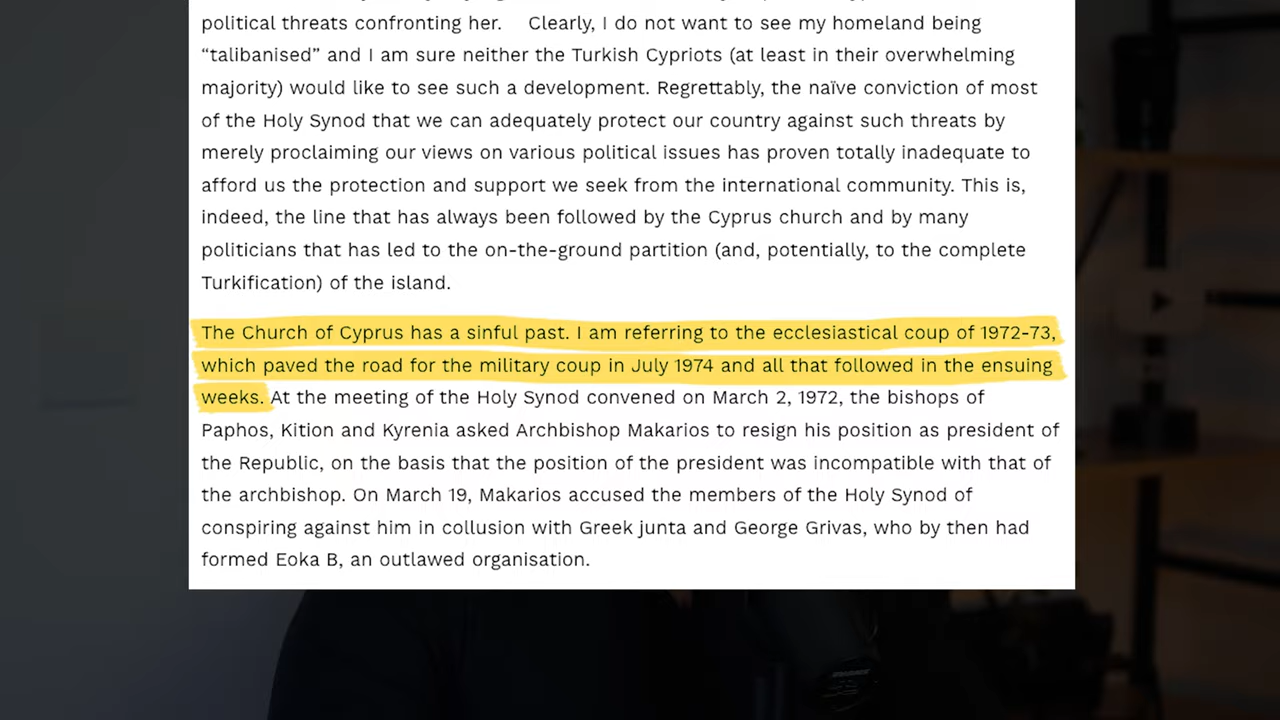 political threats confronting her. Clearly, I do not want to see my homeland being
“talibanised” and I am sure neither the Turkish Cypriots (at least in their overwhelming
majority) would like to see such a development. Regrettably, the naïve conviction of most
of the Holy Synod that we can adequately protect our country against such threats by
merely proclaiming our views on various political issues has proven totally inadequate to
afford us the protection and support we seek from the international community. This is,
indeed, the line that has always been followed by the Cyprus church and by many
politicians that has led to the on-the-ground partition (and, potentially, to the complete
Turkification) of the island.
The Church of Cyprus has a sinful past. I am referring to the ecclesiastical coup of 1972-73,
which paved the road for the military coup in July 1974 and all that followed in the ensuing
weeks. At the meeting of the Holy Synod convened on March 2, 1972, the bishops of
Paphos, Kition and Kyrenia asked Archbishop Makarios to resign his position as president of
the Republic, on the basis that the position of the president was incompatible with that of
the archbishop. On March 19, Makarios accused the members of the Holy Synod of
conspiring against him in collusion with Greek junta and George Grivas, who by then had
formed Eoka B, an outlawed organisation.